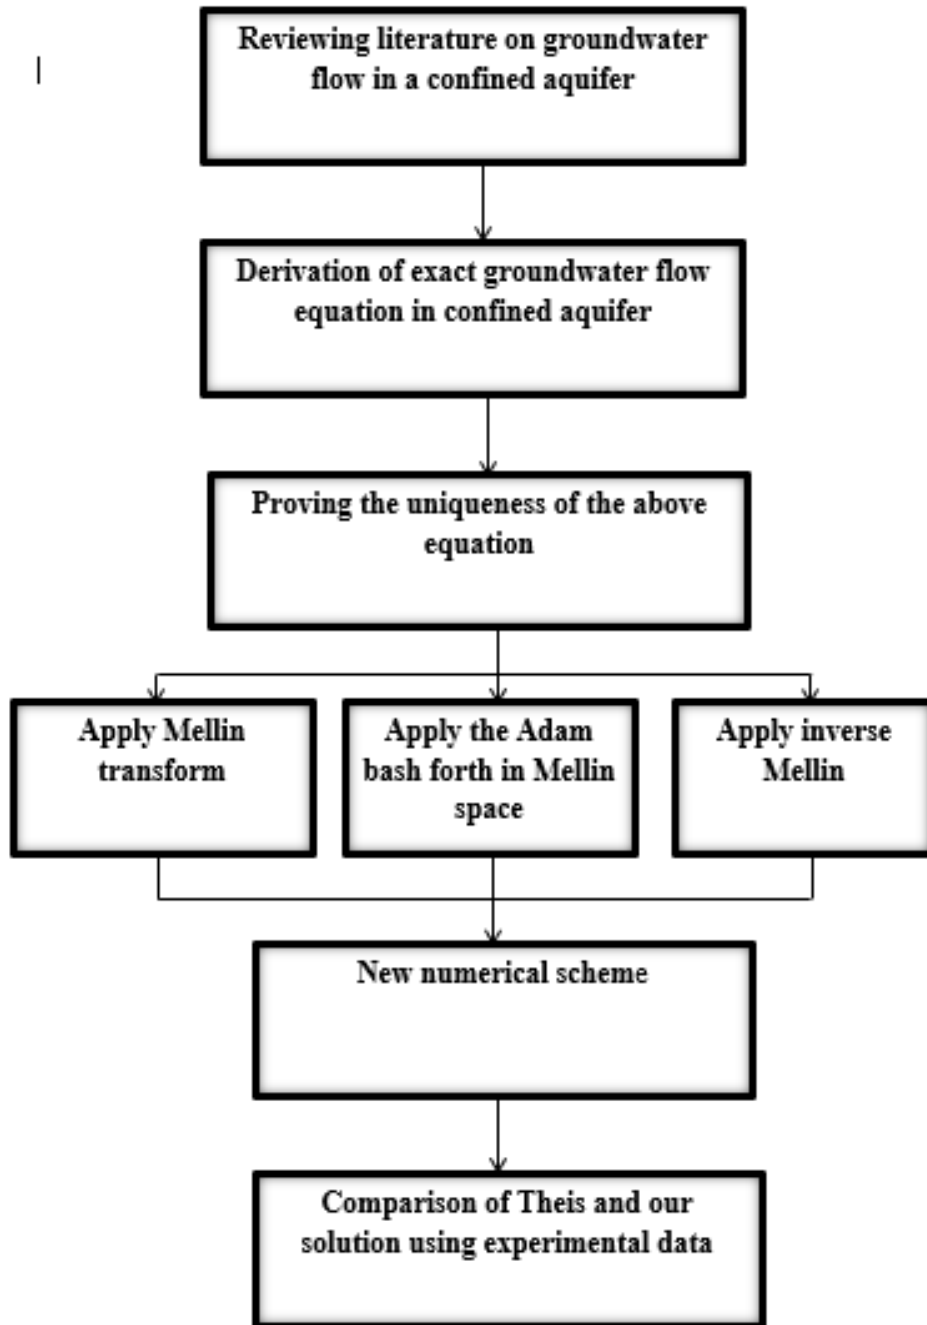 Reviewing literature on groundwater
flow in a confined aquifer
Derivation of exact groundwater flow
equation in confined aquifer
Proving the uniqueness of the above
equation
Apply Mellin
transform
Apply the Adam
bash forth in Mellin
space
Apply inverse
Mellin
New numerical scheme
Comparison of Theis and our
solution using experimental data